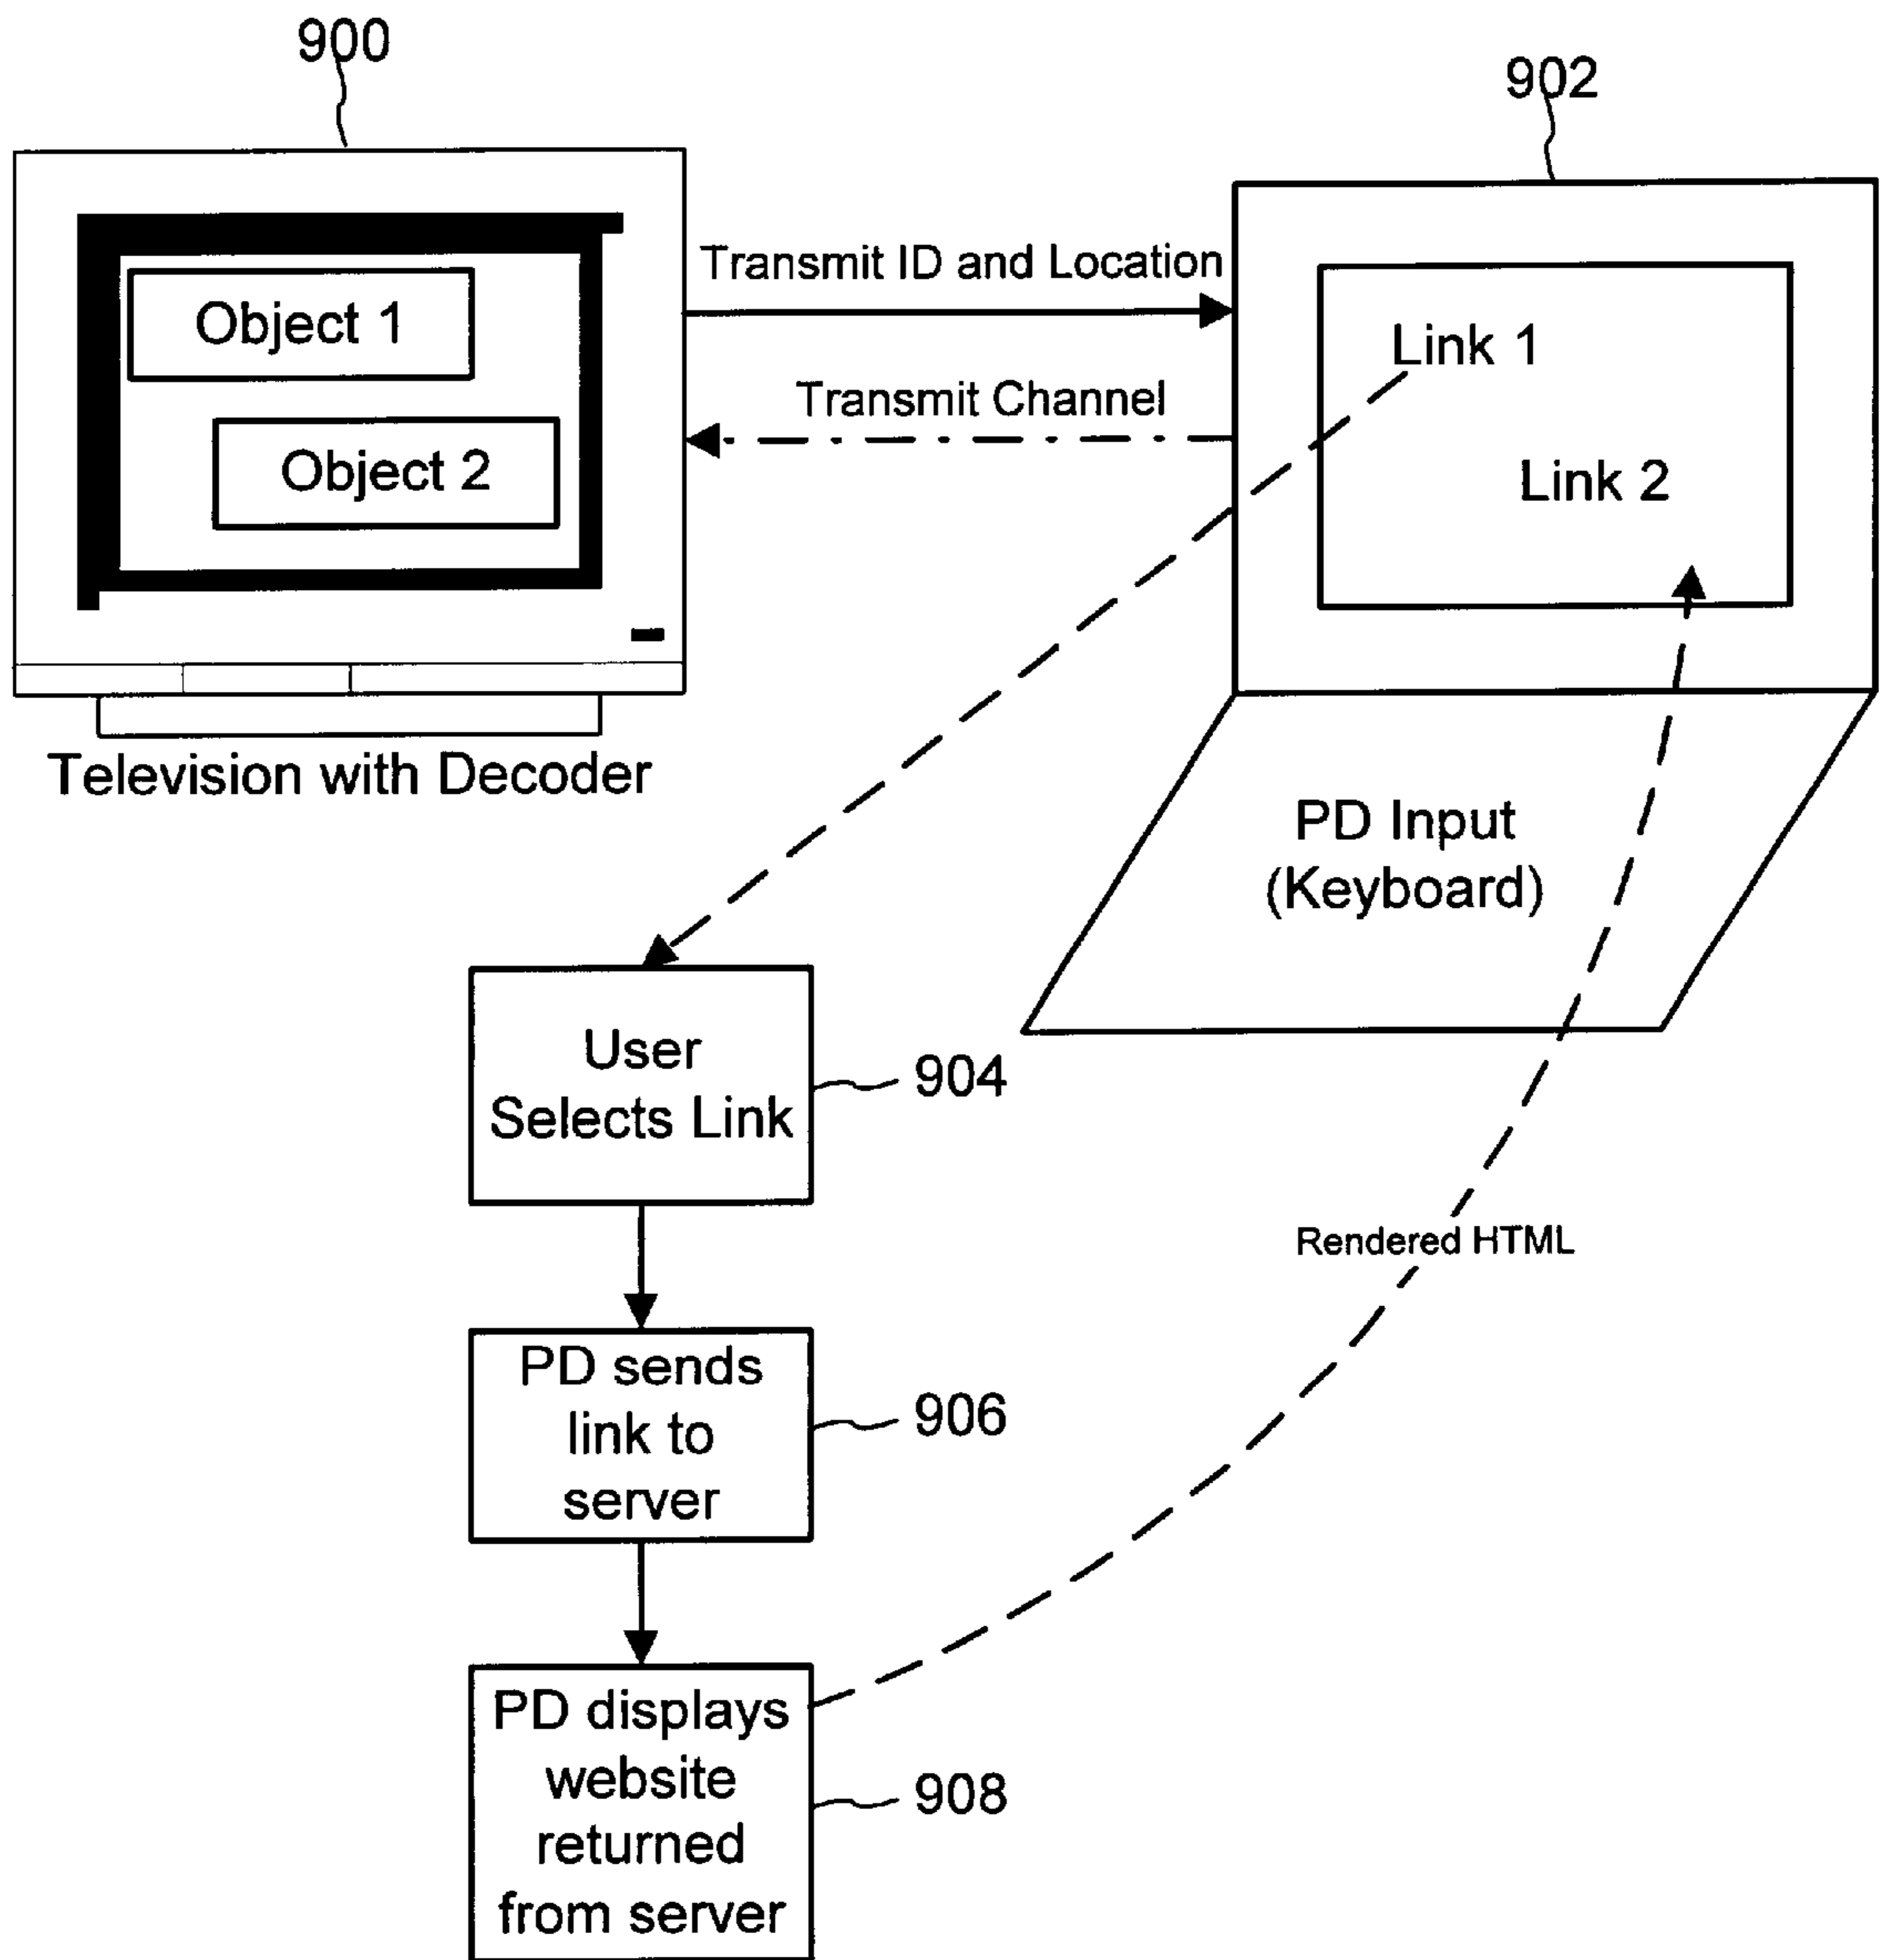 900
902
Object 1
Object 2
Transmit ID and Location
Transmit Channel
Link 1
Link 2
Television with Decoder
PD Input
(Keyboard)
User
Selects Link
904
Rendered HTML
PD sends
link to
server
906
PD displays
website
returned
from server
908